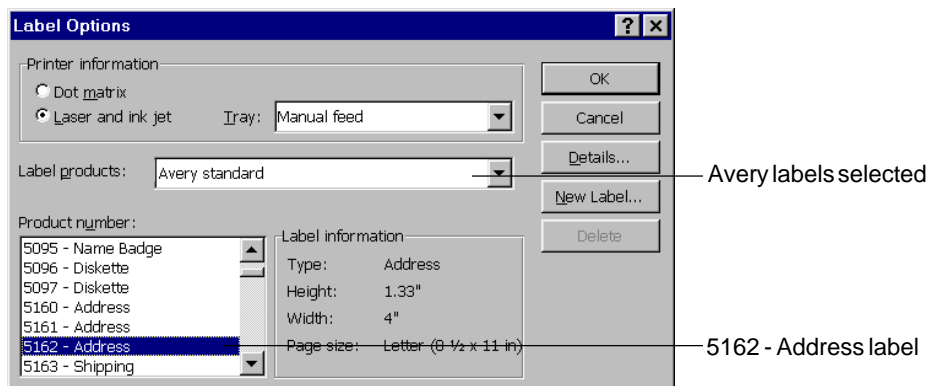 Label Options
Printer information
Dot matrix
Laser and ink jet
Tray:
Manual feed
Label products:
Avery standard
Product number:
5095 - Name Badge
5096 - Diskette
5097 - Diskette
5160 - Address
5161 - Address
5162 - Address
5163 - Shipping
Label information
Type: Address
Height: 1.33"
Width: 4"
Page size: Letter (8 ½ x 11 in)
OK
Cancel
Details...
New Label...
Delete
Avery labels selected
5162 - Address label